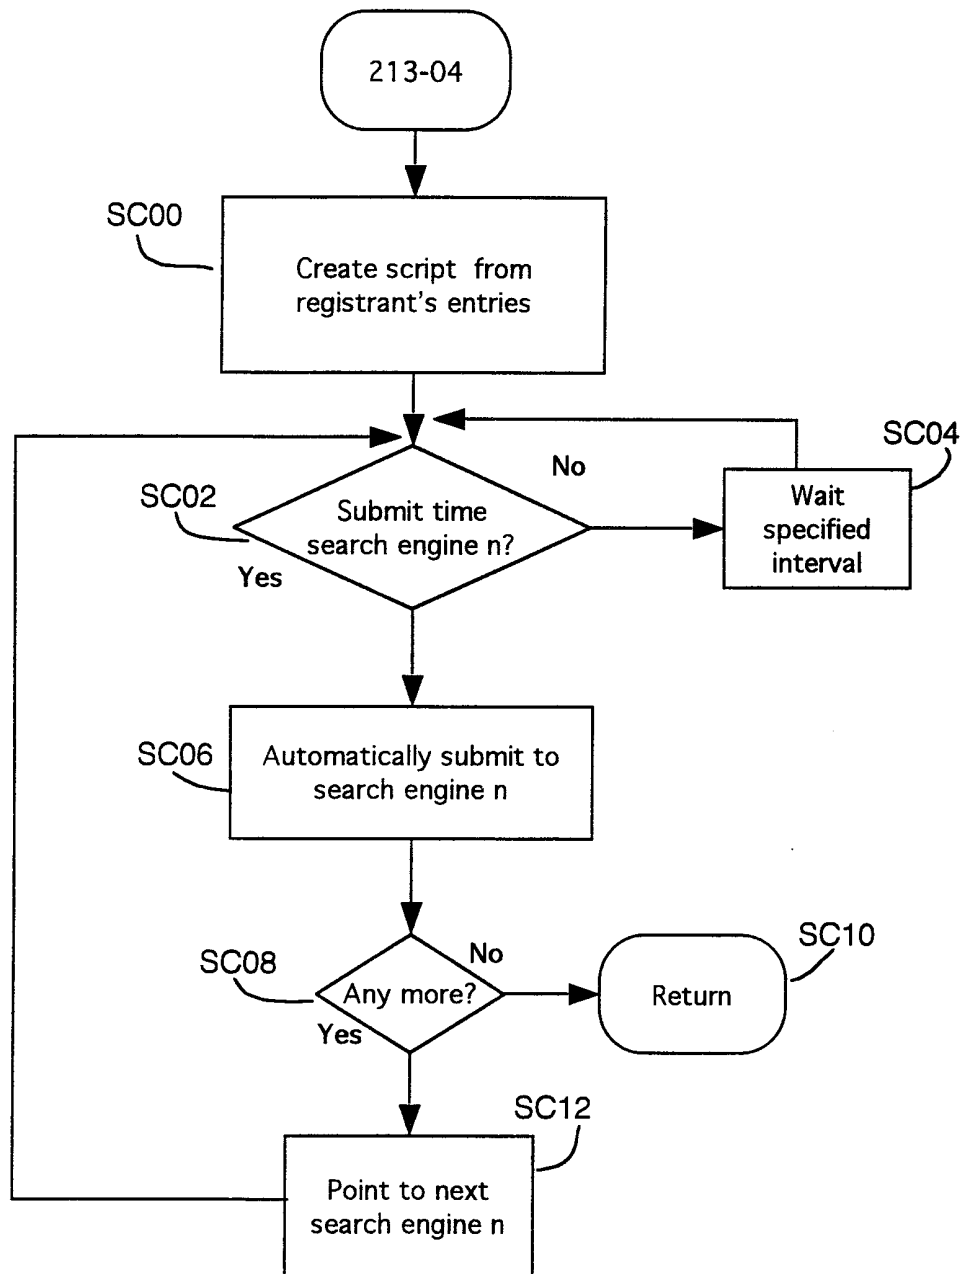 213-04
SC00
Create script from
registrant's entries
SC04
No
SC02
Submit time
search engine n?
Yes
Wait
specified
interval
SC06
Automatically submit to
search engine n
SC08
No
SC10
Any more?
Return
Yes
SC12
Point to next
search engine n